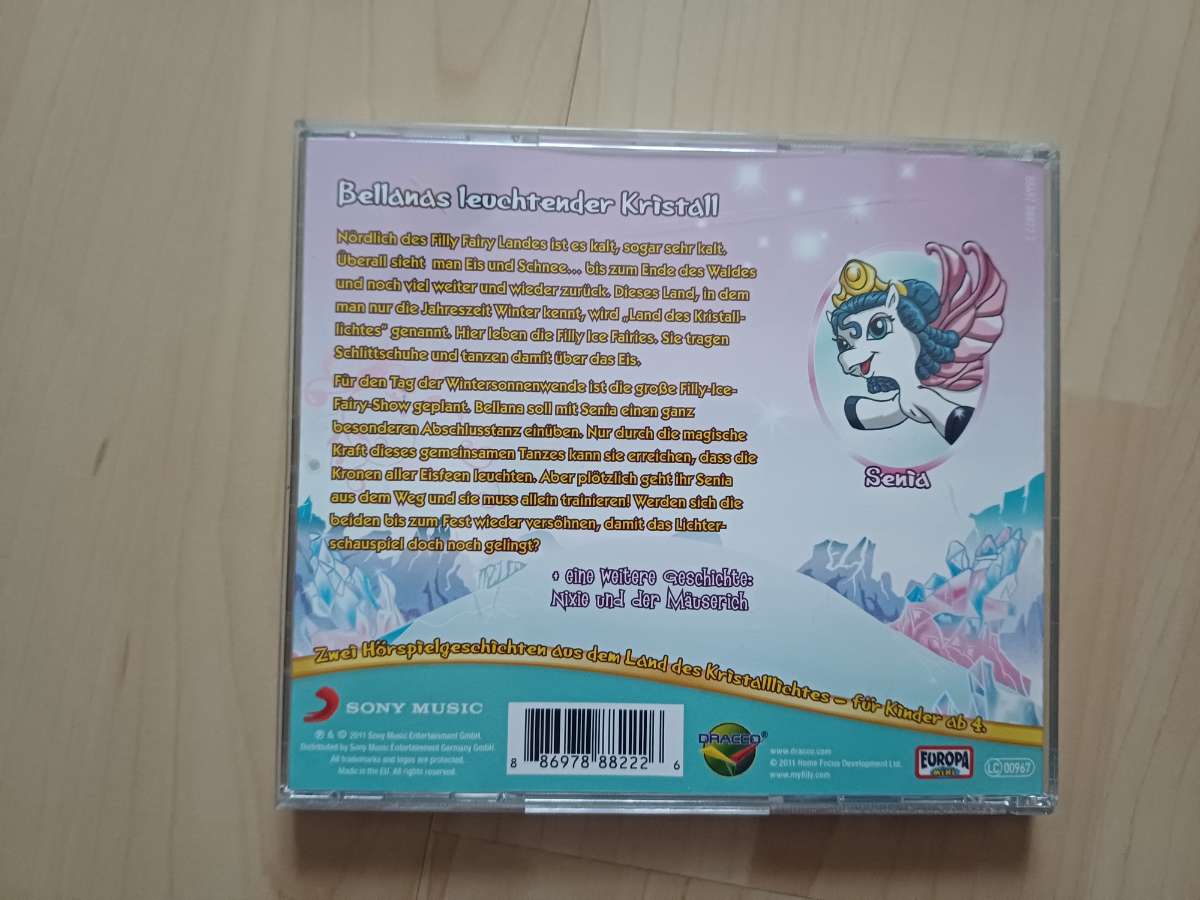 Bellanas leuchtender Kristall
Nördlich des Filly Fairy Landes ist es kalt, sogar sehr kalt.
Überall sieht man Eis und Schnee... bis zum Ende des Waldes
und noch viel weiter und wieder zurück. Dieses Land, in dem
man nur die Jahreszeit Winter kennt, wird „Land des Kristall-
lichtes" genannt. Hier leben die Filly Ice Fairies. Sie tragen
Schlittschuhe und tanzen damit über das Eis.
Für den Tag der Wintersonnenwende ist die große Filly-Ice-
Fairy-Show geplant. Bellana soll mit Senia einen ganz
besonderen Abschlusstanz einüben. Nur durch die magische
Kraft dieses gemeinsamen Tanzes kann sie erreichen, dass die
Kronen aller Eisfeen leuchten. Aber plötzlich geht ihr Senia
aus dem Weg und sie muss allein trainieren! Werden sich die
beiden bis zum Fest wieder versöhnen, damit das Lichter-
schauspiel doch noch gelingt?
+ eine weitere Geschichte:
Nixie und der Mäuserich
Senia
Zwei Hörspielgeschichten aus dem Land des Kristalllichtes – für Kinder ab 4.
SONY MUSIC
℗ & © 2011 Sony Music Entertainment GmbH.
Distributed by Sony Music Entertainment Germany GmbH.
All trademarks and logos are protected.
Made in the EU. All rights reserved.
8 86978 88222 6
DRACCO®
www.dracco.com
© 2011 Home Focus Development Ltd.
www.myfilly.com
EUROPA
MINI
LC 00967